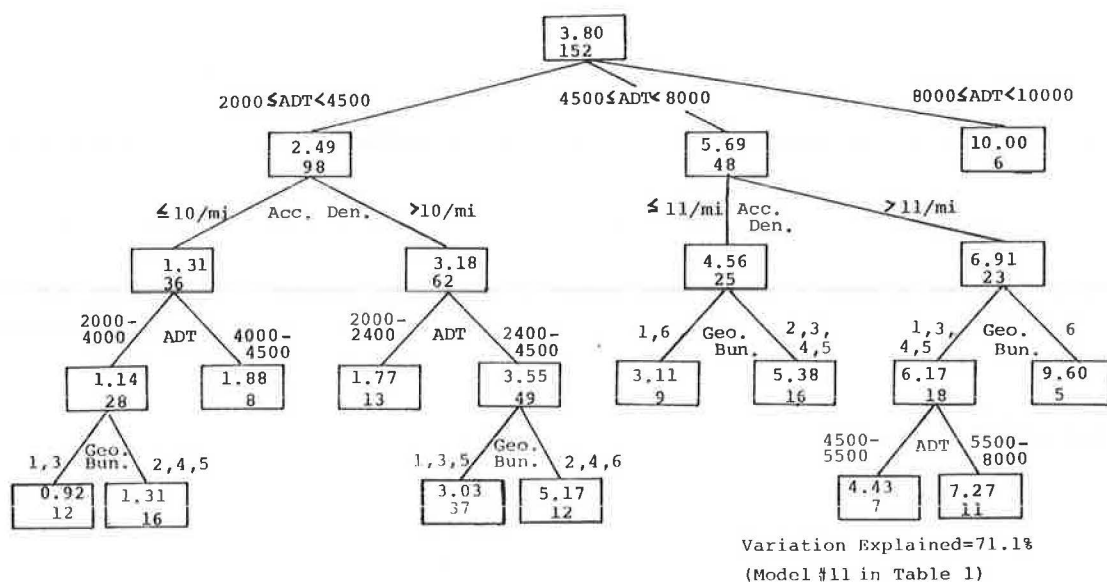 3.80
152
2000≤ADT<4500
4500≤ADT<8000
8000≤ADT<10000
2.49
98
5.69
48
10.00
6
≤10/mi
Acc. Den.
>10/mi
≤11/mi
Acc.
Den.
>11/mi
1.31
36
3.18
62
4.56
25
6.91
23
2000-
4000
ADT
4000-
4500
2000-
2400
ADT
2400-
4500
1,6
Geo.
Bun.
2,3,
4,5
1,3,
4,5
Geo.
Bun.
6
1.14
28
1.88
8
1.77
13
3.55
49
3.11
9
5.38
16
6.17
18
9.60
5
1,3
Geo.
Bun.
2,4,5
1,3,5
Geo.
Bun.
2,4,6
4500-
5500
ADT
5500-
8000
0.92
12
1.31
16
3.03
37
5.17
12
4.43
7
7.27
11
Variation Explained=71.1%
(Model #11 in Table 1)